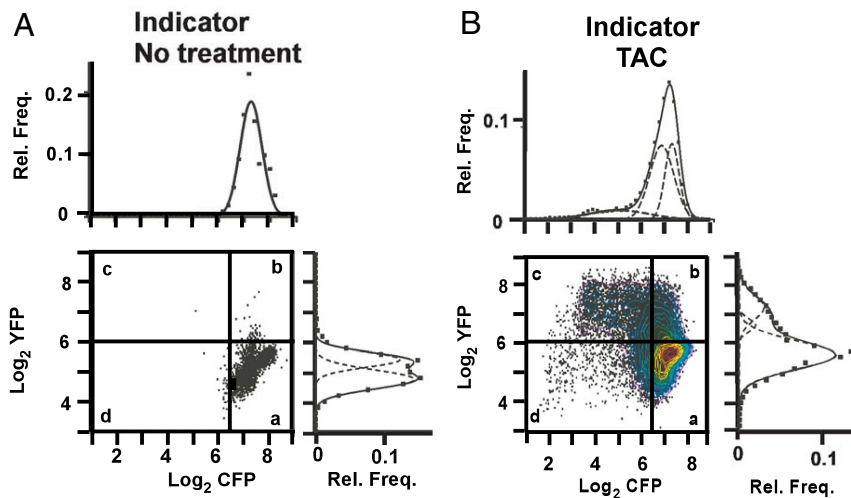 A
Indicator
No treatment
Rel. Freq.
0.2
0.1
0
Log2 YFP
8
6
4
c
b
d
a
2 4 6 8
Log2 CFP
0 0.1
Rel. Freq.
B
Indicator
TAC
Rel. Freq.
0.1
0
Log2 YFP
8
6
4
c
b
d
a
2 4 6 8
Log2 CFP
0 0.1
Rel. Freq.